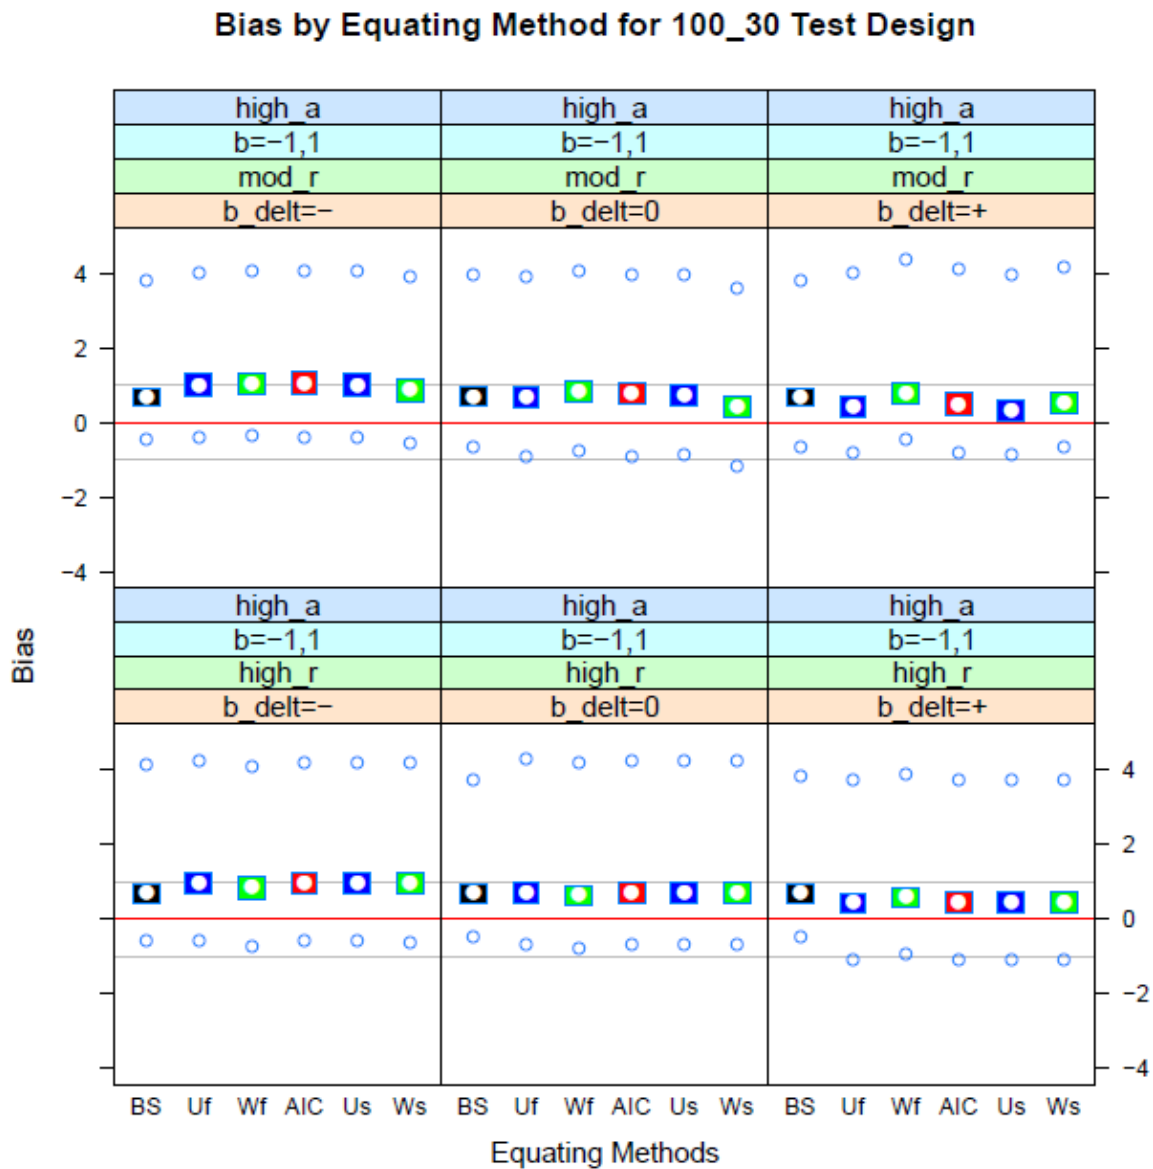 Bias by Equating Method for 100_30 Test Design
high_a high_a high_a
b=−1,1 b=−1,1 b=−1,1
mod_r mod_r mod_r
b_delt=− b_delt=0 b_delt=+
4
2
0
−2
−4
high_a high_a high_a
b=−1,1 b=−1,1 b=−1,1
high_r high_r high_r
b_delt=− b_delt=0 b_delt=+
Bias
4
2
0
−2
−4
BS Uf Wf AIC Us Ws BS Uf Wf AIC Us Ws BS Uf Wf AIC Us Ws
Equating Methods